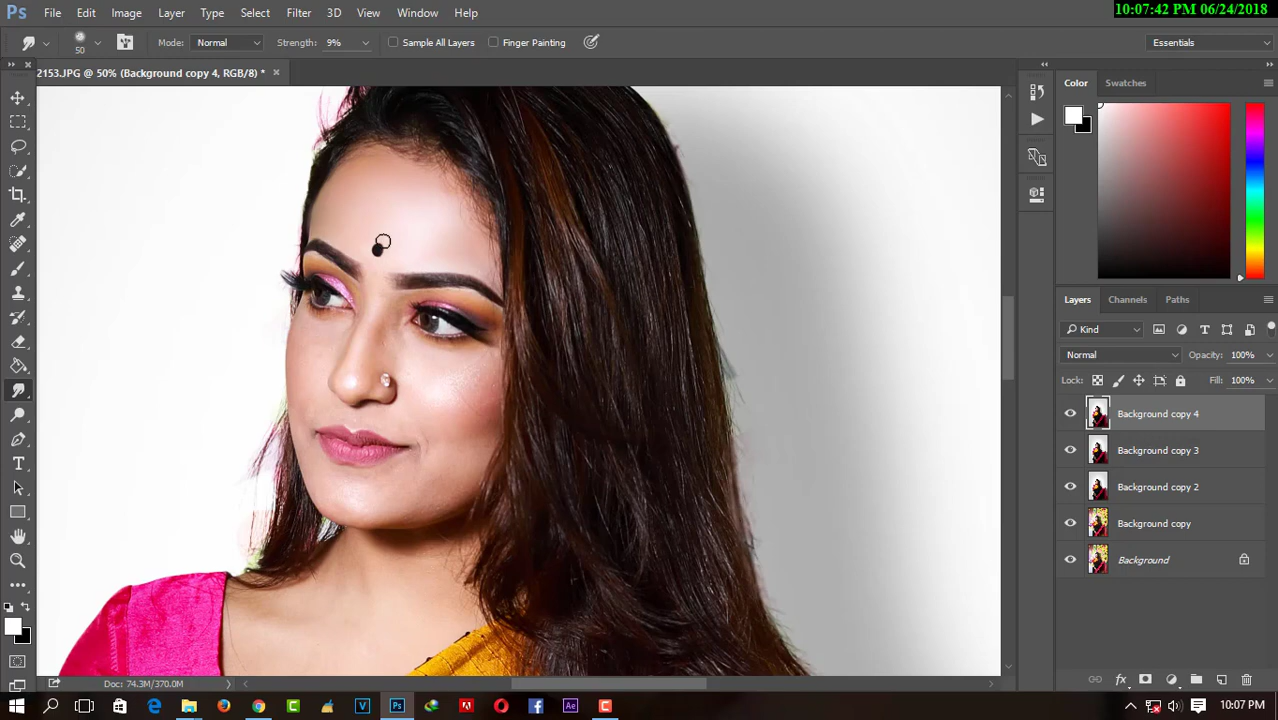 10:07:42 PM 06/24/2018
Ps File Edit Image Layer Type Select Filter 3D View Window Help
50 Mode: Normal Strength: 9% Sample All Layers Finger Painting Essentials
2153.JPG @ 50% (Background copy 4, RGB/8) *
Color Swatches
Layers Channels Paths
Kind
Normal Opacity: 100%
Lock: Fill: 100%
Background copy 4
Background copy 3
Background copy 2
Background copy
Background
Doc: 74.3M/370.0M
fx
10:07 PM